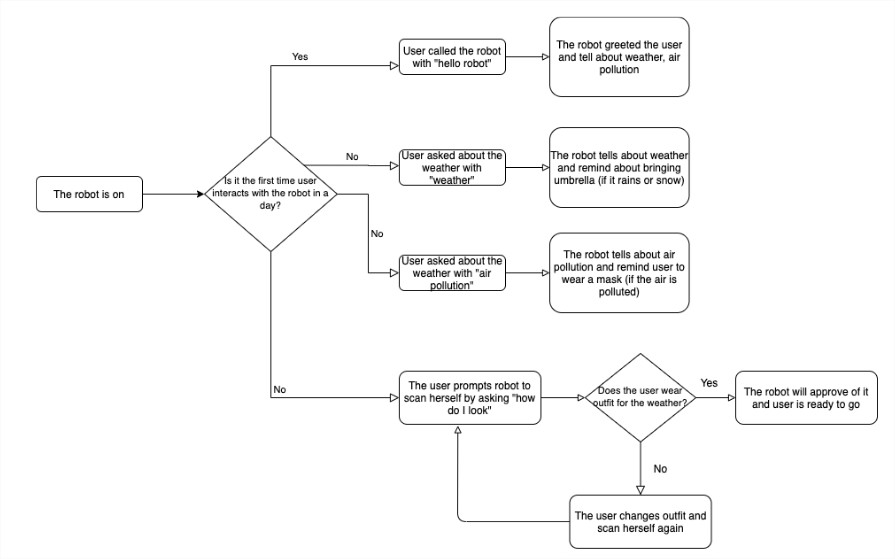 User called the robot
with "hello robot"
The robot greeted the user
and tell about weather, air
pollution
Yes
The robot is on
Is it the first time user
interacts with the robot in a
day?
No
User asked about the
weather with
"weather"
The robot tells about weather
and remind about bringing
umbrella (if it rains or snow)
No
User asked about the
weather with "air
pollution"
The robot tells about air
pollution and remind user to
wear a mask (if the air is
polluted)
No
The user prompts robot to
scan herself by asking "how
do I look"
Does the user wear
outfit for the weather?
Yes
The robot will approve of it
and user is ready to go
No
The user changes outfit and
scan herself again